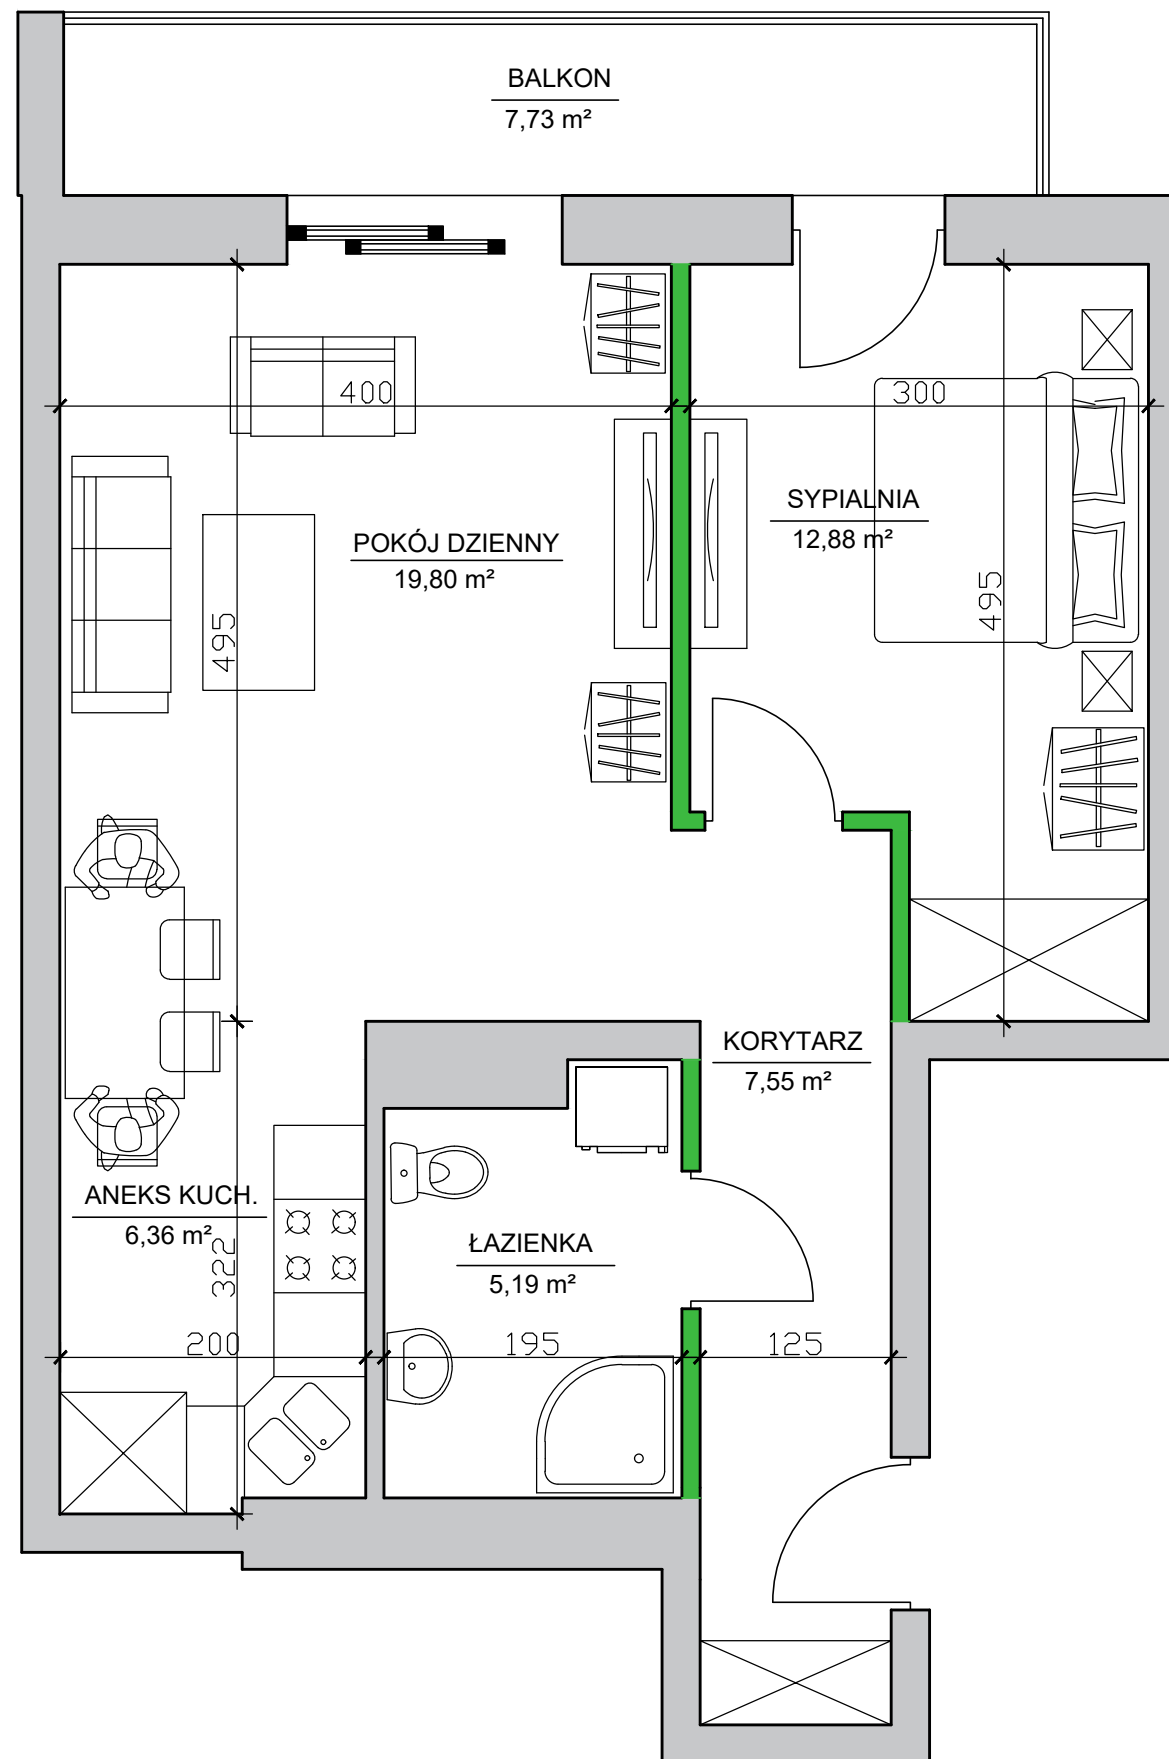 BALKON
7,73 m²
400
300
SYPIALNIA
12,88 m²
POKÓJ DZIENNY
19,80 m²
495
495
KORYTARZ
7,55 m²
ANEKS KUCH.
6,36 m²
322
ŁAZIENKA
5,19 m²
200
195
125